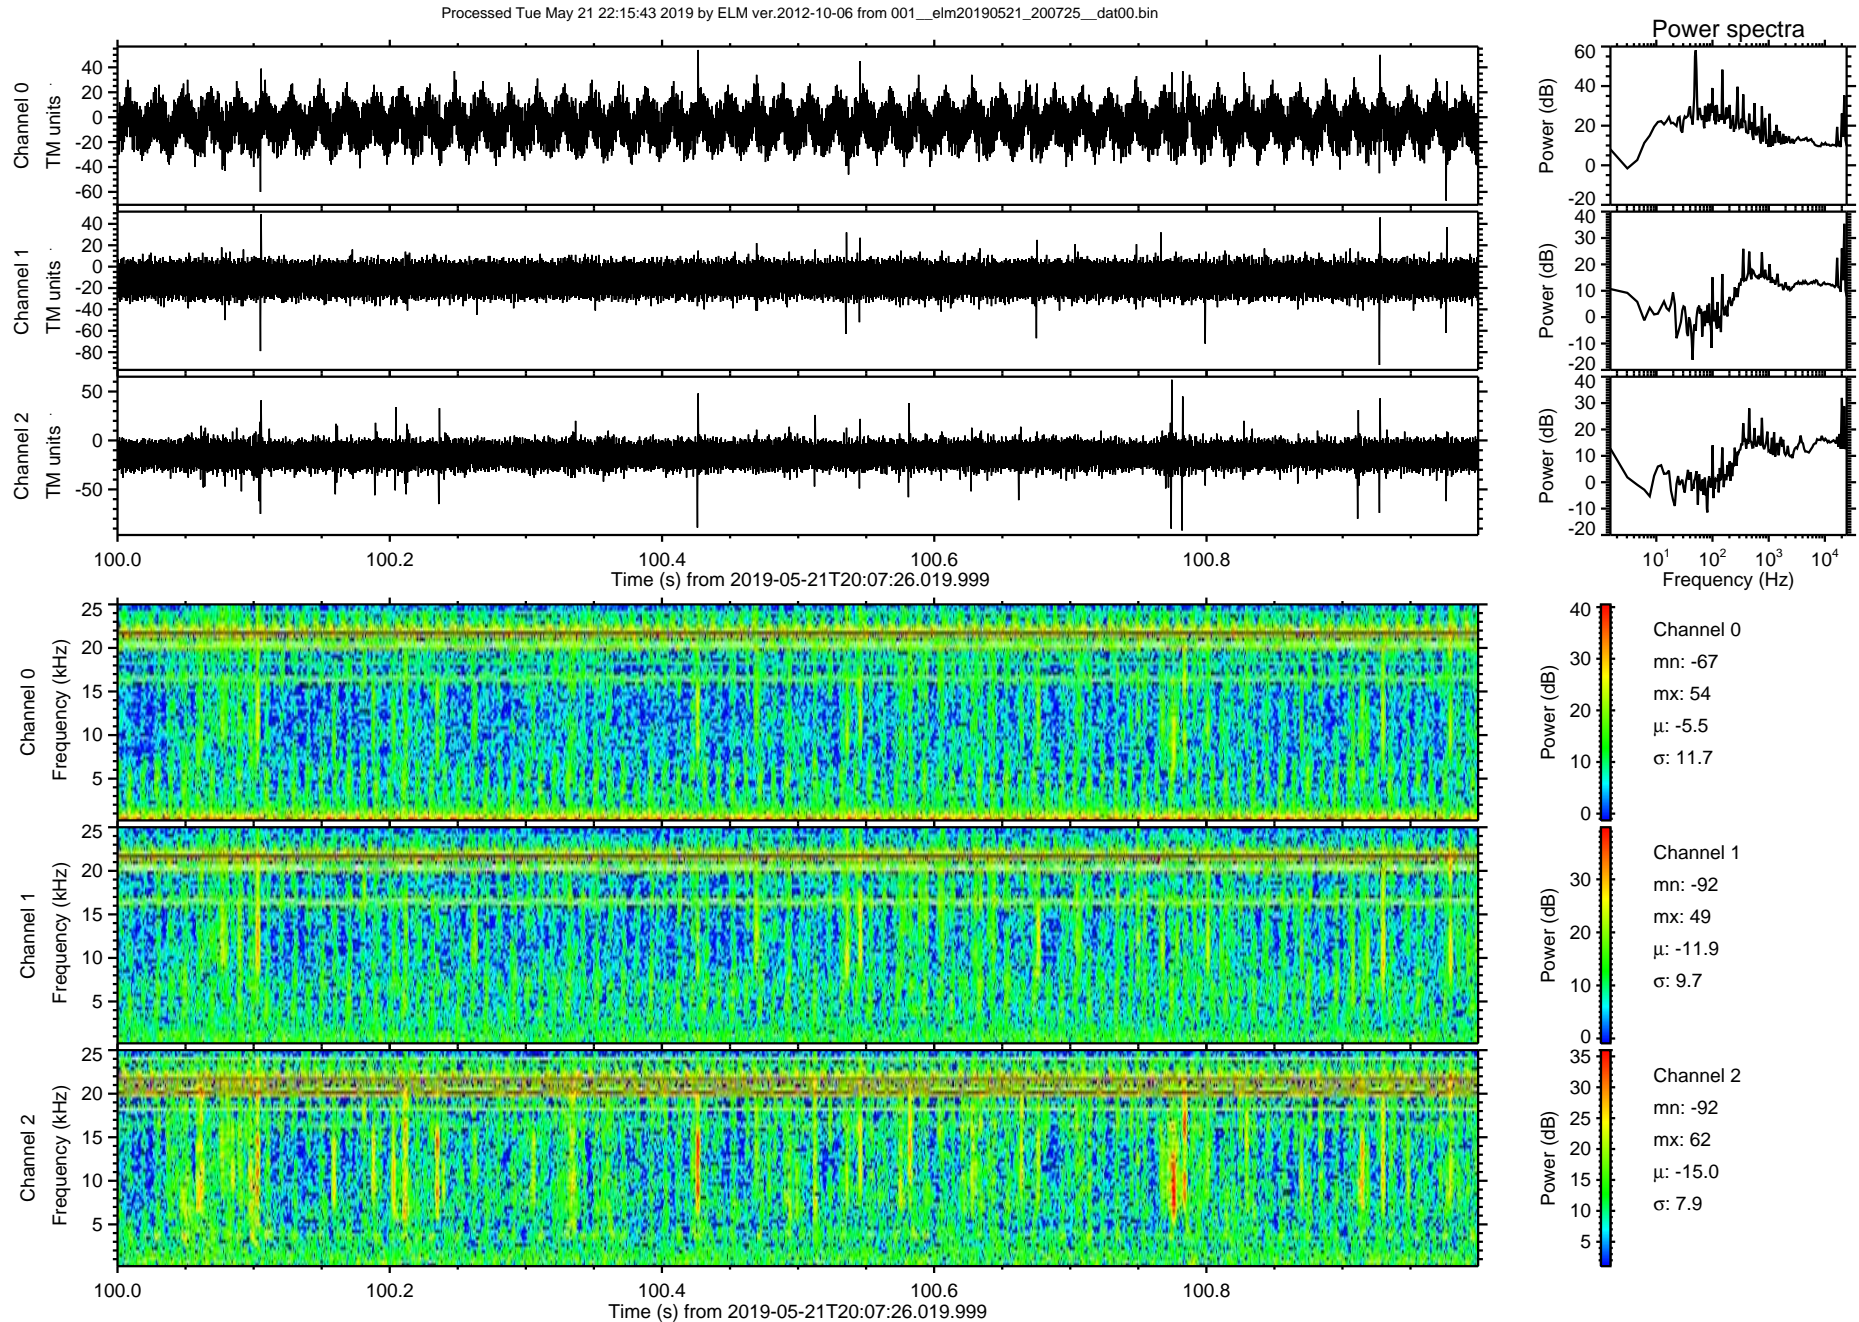 Processed Tue May 21 22:15:43 2019 by ELM ver.2012-10-06 from 001__elm20190521_200725__dat00.bin
Power spectra
Channel 0
TM units
40
20
0
-20
-40
-60
Power (dB)
60
40
20
0
-20
Channel 1
TM units
40
20
0
-20
-40
-60
-80
Power (dB)
40
30
20
10
0
-10
-20
Channel 2
TM units
50
0
-50
Power (dB)
40
30
20
10
0
-10
-20
100.0 100.2 100.4 100.6 100.8
Time (s) from 2019-05-21T20:07:26.019.999
10^1 10^2 10^3 10^4
Frequency (Hz)
Channel 0
Frequency (kHz)
25
20
15
10
5
Power (dB)
40
30
20
10
0
Channel 0
mn: -67
mx: 54
µ: -5.5
σ: 11.7
Channel 1
Frequency (kHz)
25
20
15
10
5
Power (dB)
30
20
10
0
Channel 1
mn: -92
mx: 49
µ: -11.9
σ: 9.7
Channel 2
Frequency (kHz)
25
20
15
10
5
Power (dB)
35
30
25
20
15
10
5
Channel 2
mn: -92
mx: 62
µ: -15.0
σ: 7.9
100.0 100.2 100.4 100.6 100.8
Time (s) from 2019-05-21T20:07:26.019.999